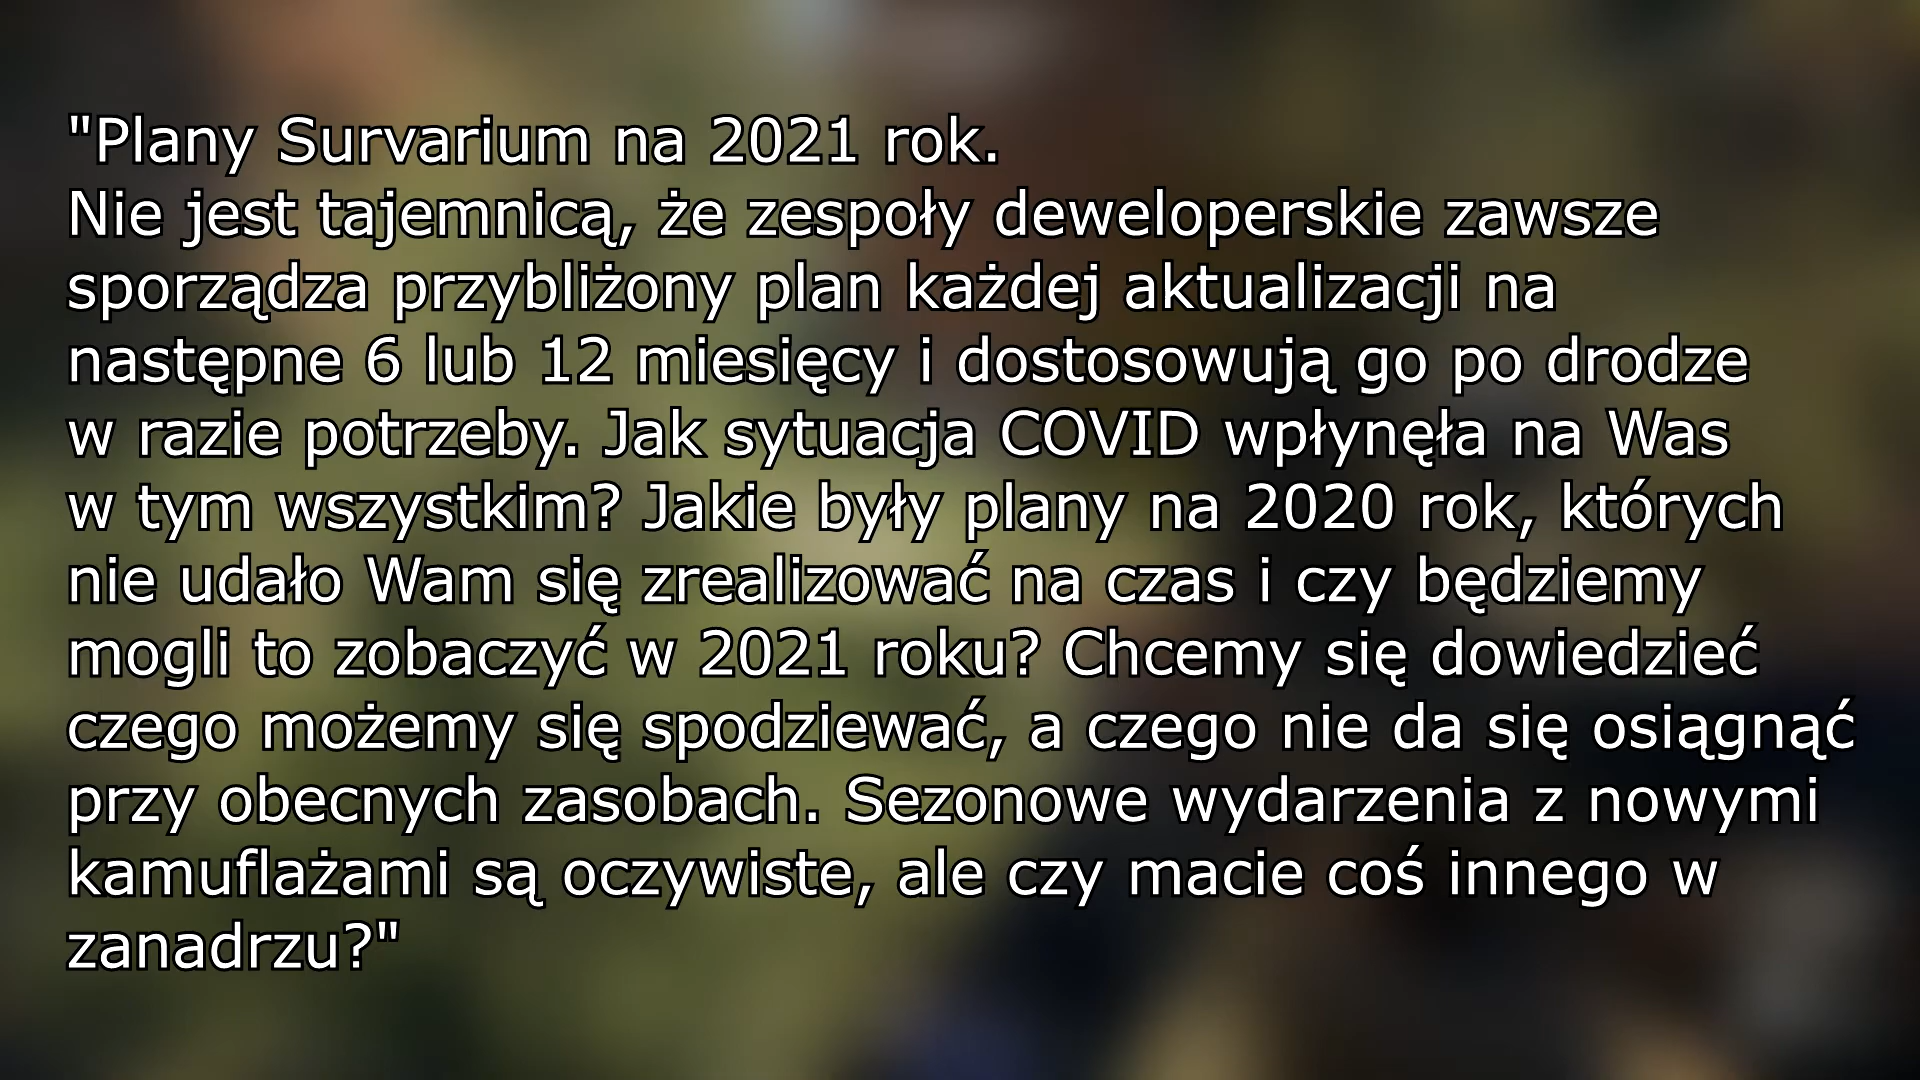 "Plany Survarium na 2021 rok.
Nie jest tajemnicą, że zespoły deweloperskie zawsze
sporządza przybliżony plan każdej aktualizacji na
następne 6 lub 12 miesięcy i dostosowują go po drodze
w razie potrzeby. Jak sytuacja COVID wpłynęła na Was
w tym wszystkim? Jakie były plany na 2020 rok, których
nie udało Wam się zrealizować na czas i czy będziemy
mogli to zobaczyć w 2021 roku? Chcemy się dowiedzieć
czego możemy się spodziewać, a czego nie da się osiągnąć
przy obecnych zasobach. Sezonowe wydarzenia z nowymi
kamuflażami są oczywiste, ale czy macie coś innego w
zanadrzu?"